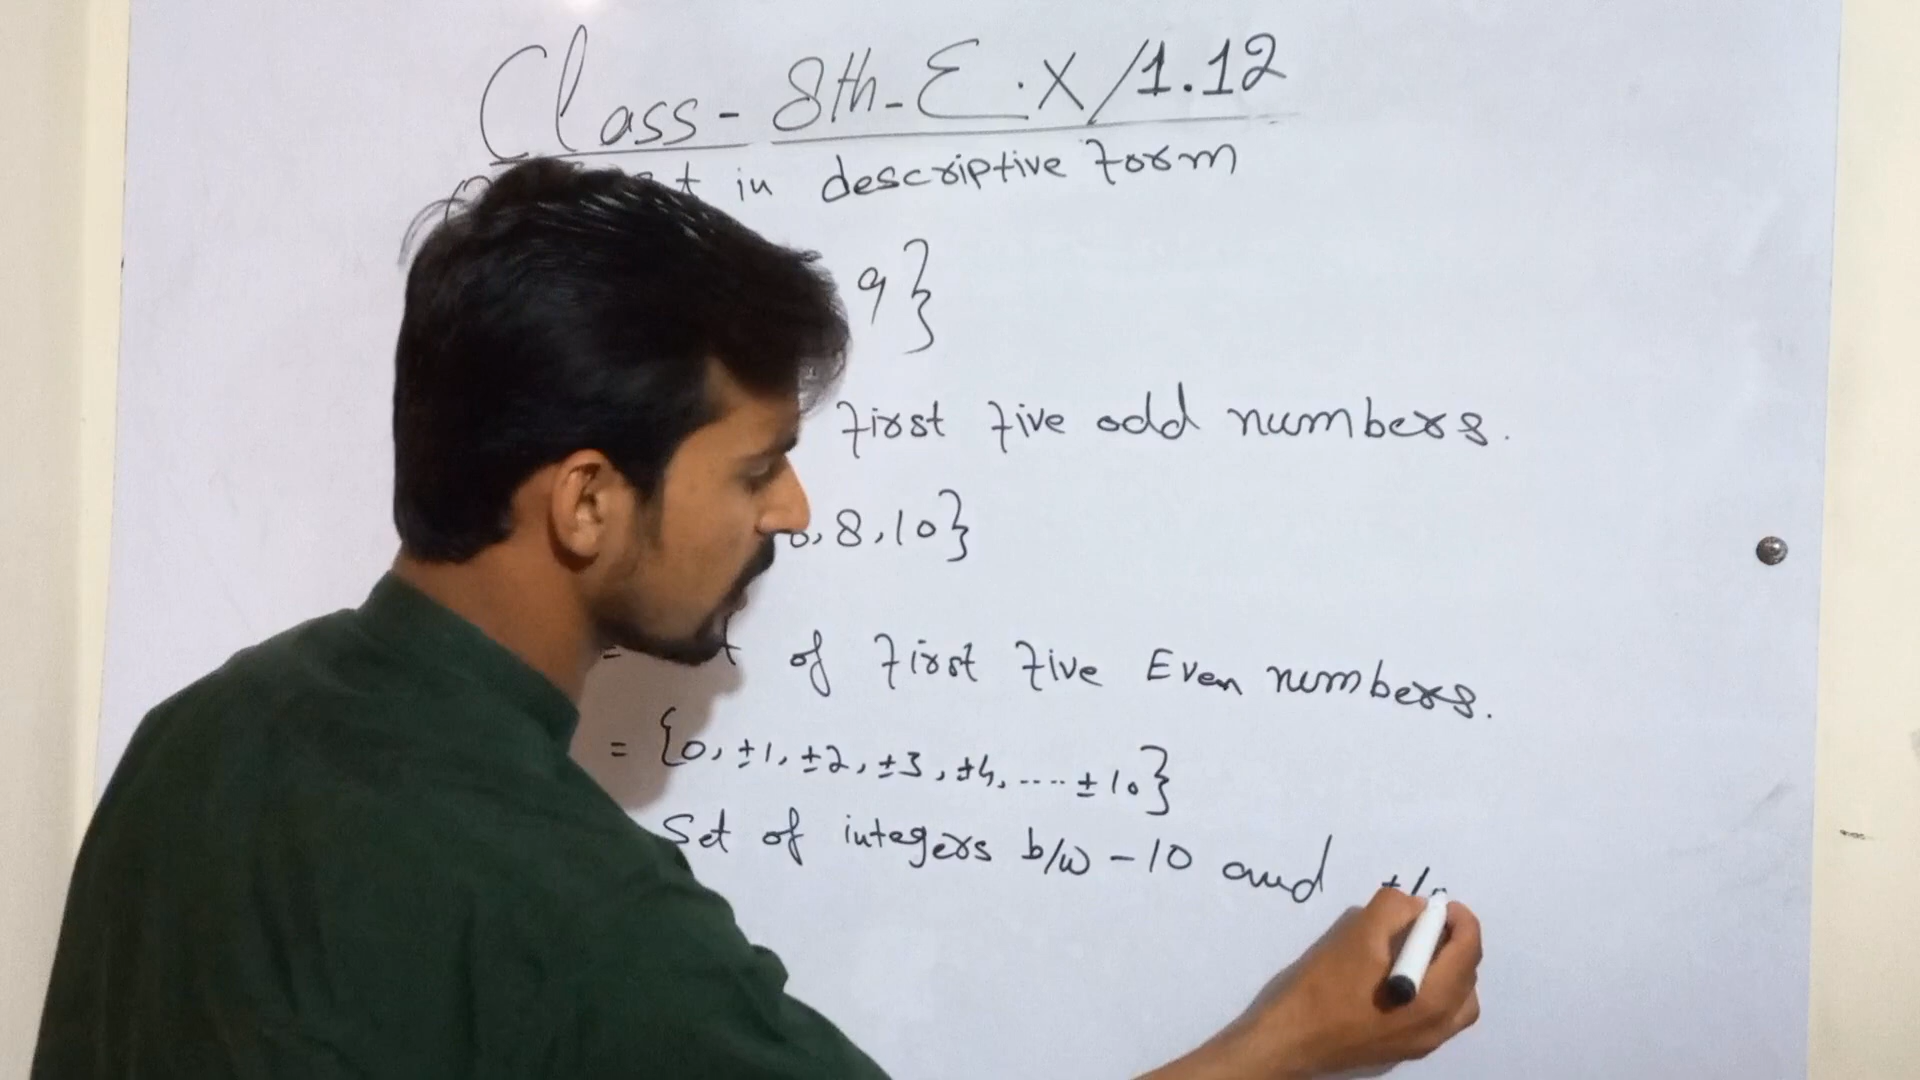 Class-8th-E.X/1.12
in descriptive form
9}
first five odd numbers.
8,10}
= of first five Even numbers.
= {0, ±1, ±2, ±3, ±4, .... ±10}
Set of integers b/w -10 and